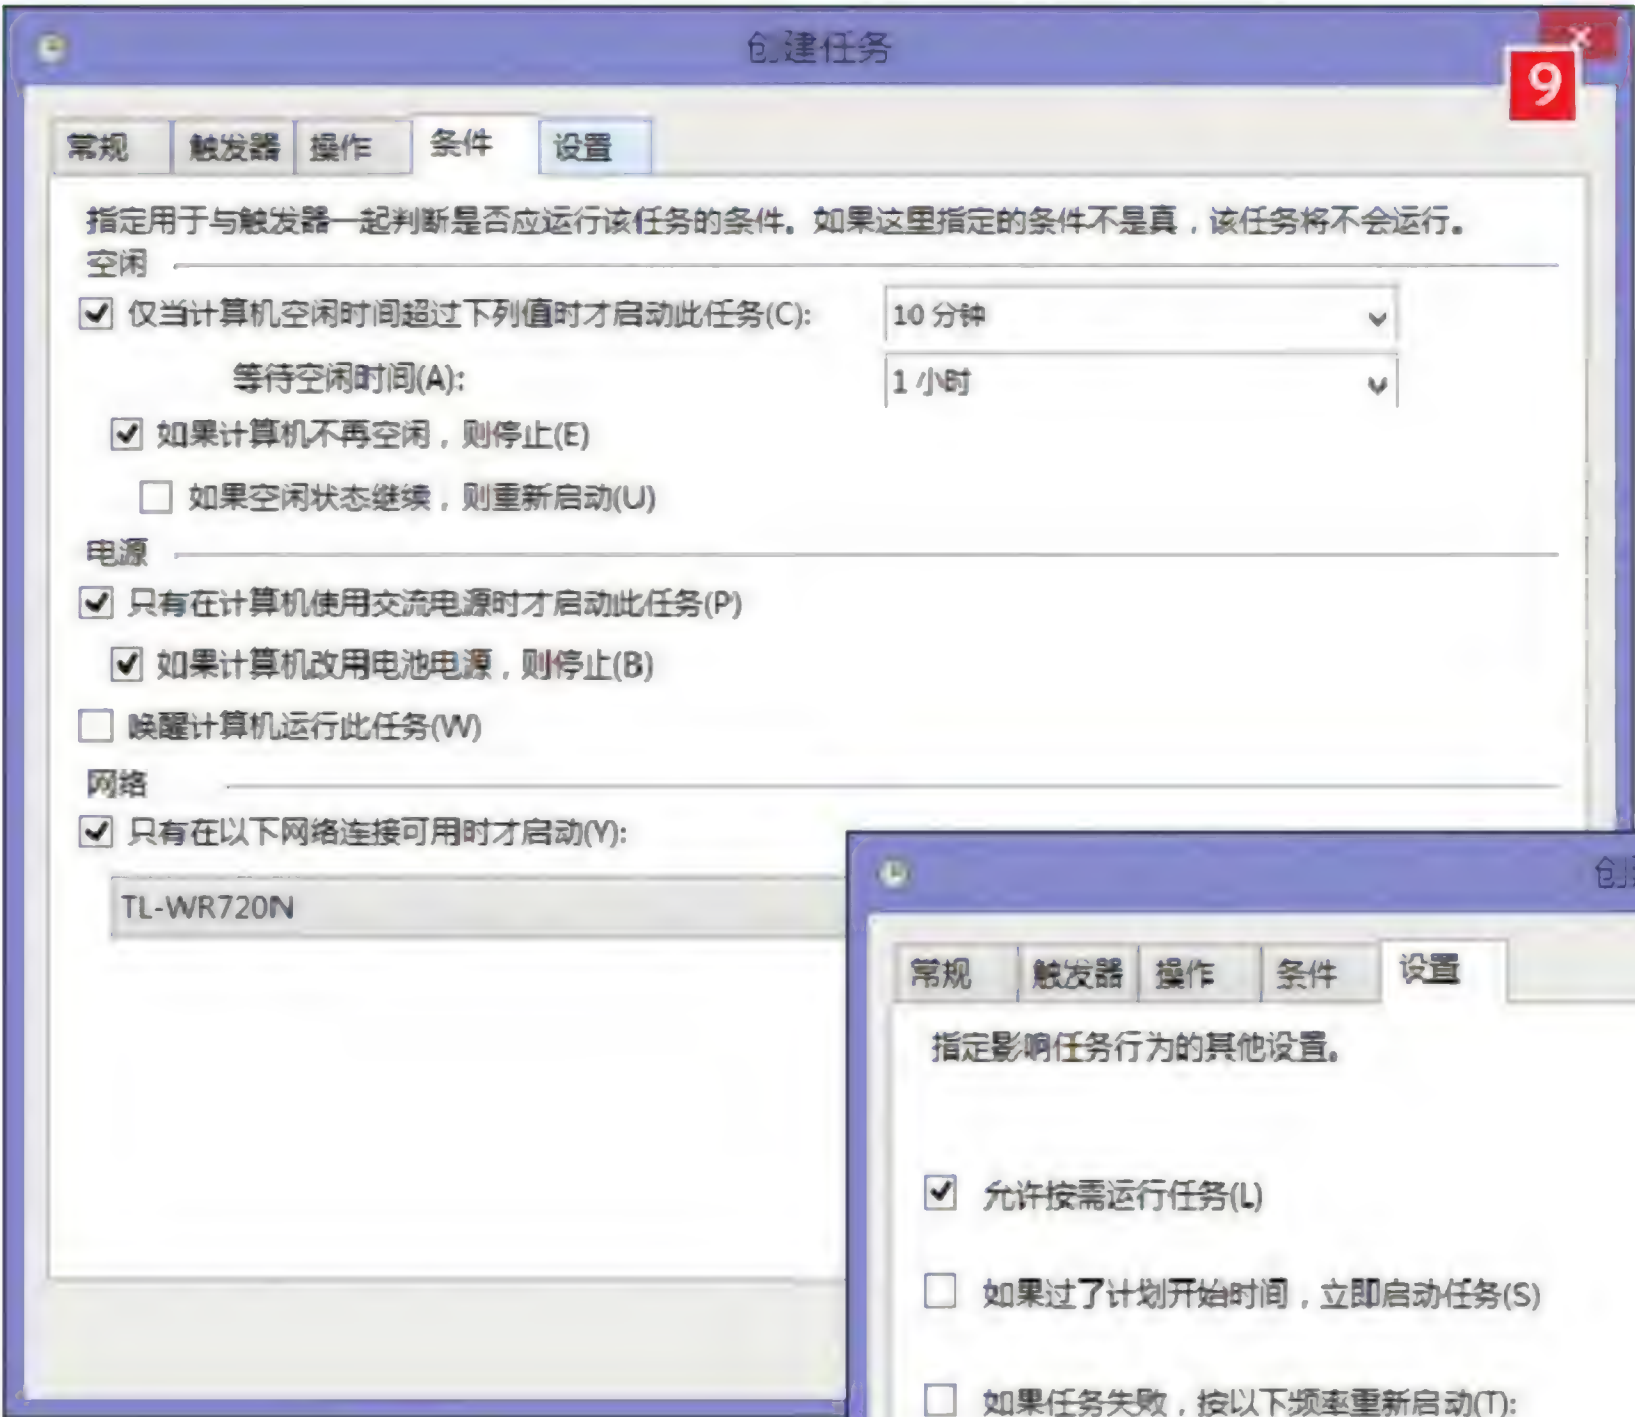 创建任务
9
常规 触发器 操作 条件 设置
指定用于与触发器一起判断是否应运行该任务的条件。如果这里指定的条件不是真，该任务将不会运行。
空闲
仅当计算机空闲时间超过下列值时才启动此任务(C): 10 分钟
等待空闲时间(A): 1 小时
如果计算机不再空闲，则停止(E)
如果空闲状态继续，则重新启动(U)
电源
只有在计算机使用交流电源时才启动此任务(P)
如果计算机改用电池电源，则停止(B)
唤醒计算机运行此任务(W)
网络
只有在以下网络连接可用时才启动(Y):
TL-WR720N
创
常规 触发器 操作 条件 设置
指定影响任务行为的其他设置。
允许按需运行任务(L)
如果过了计划开始时间，立即启动任务(S)
如果任务失败，按以下频率重新启动(T):